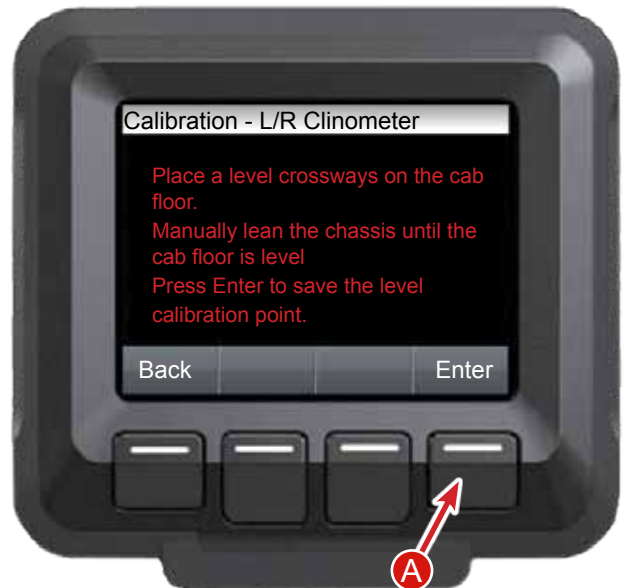 Calibration - L/R Clinometer
Place a level crossways on the cab
floor.
Manually lean the chassis until the
cab floor is level
Press Enter to save the level
calibration point.
Back
Enter
A